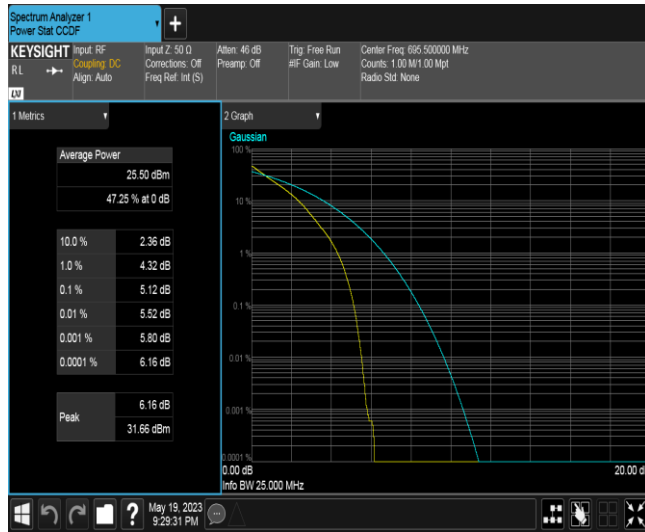 Spectrum Analyzer 1
Power Stat CCDF
+
KEYSIGHT
RL
LXI
Input: RF
Coupling: DC
Align: Auto
Input Z: 50 Ω
Corrections: Off
Freq Ref: Int (S)
Atten: 46 dB
Preamp: Off
Trig: Free Run
#IF Gain: Low
Center Freq: 695.500000 MHz
Counts: 1.00 M/1.00 Mpt
Radio Std: None
1 Metrics
Average Power
25.50 dBm
47.25 % at 0 dB
10.0 % 2.36 dB
1.0 % 4.32 dB
0.1 % 5.12 dB
0.01 % 5.52 dB
0.001 % 5.80 dB
0.0001 % 6.16 dB
Peak
6.16 dB
31.66 dBm
2 Graph
Gaussian
100 %
10 %
1 %
0.1 %
0.01 %
0.001 %
0.0001 %
0.00 dB
20.00 d
Info BW 25.000 MHz
?
May 19, 2023
9:29:31 PM